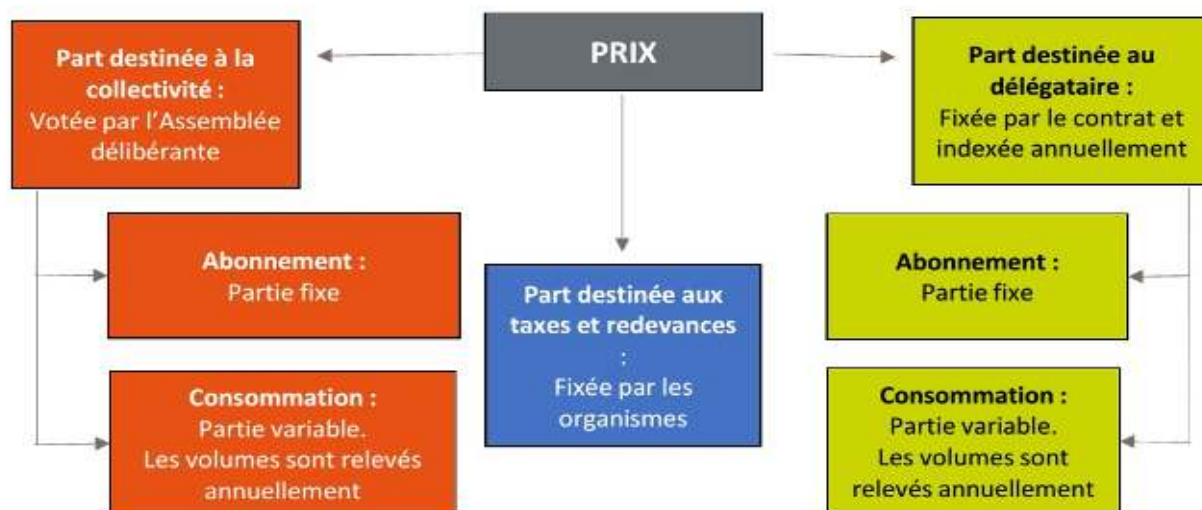 PRIX
Part destinée à la
collectivité :
Votée par l’Assemblée
délibérante
Abonnement :
Partie fixe
Consommation :
Partie variable.
Les volumes sont relevés
annuellement
Part destinée aux
taxes et redevances
:
Fixée par les
organismes
Part destinée au
délégataire :
Fixée par le contrat et
indexée annuellement
Abonnement :
Partie fixe
Consommation :
Partie variable.
Les volumes sont
relevés annuellement